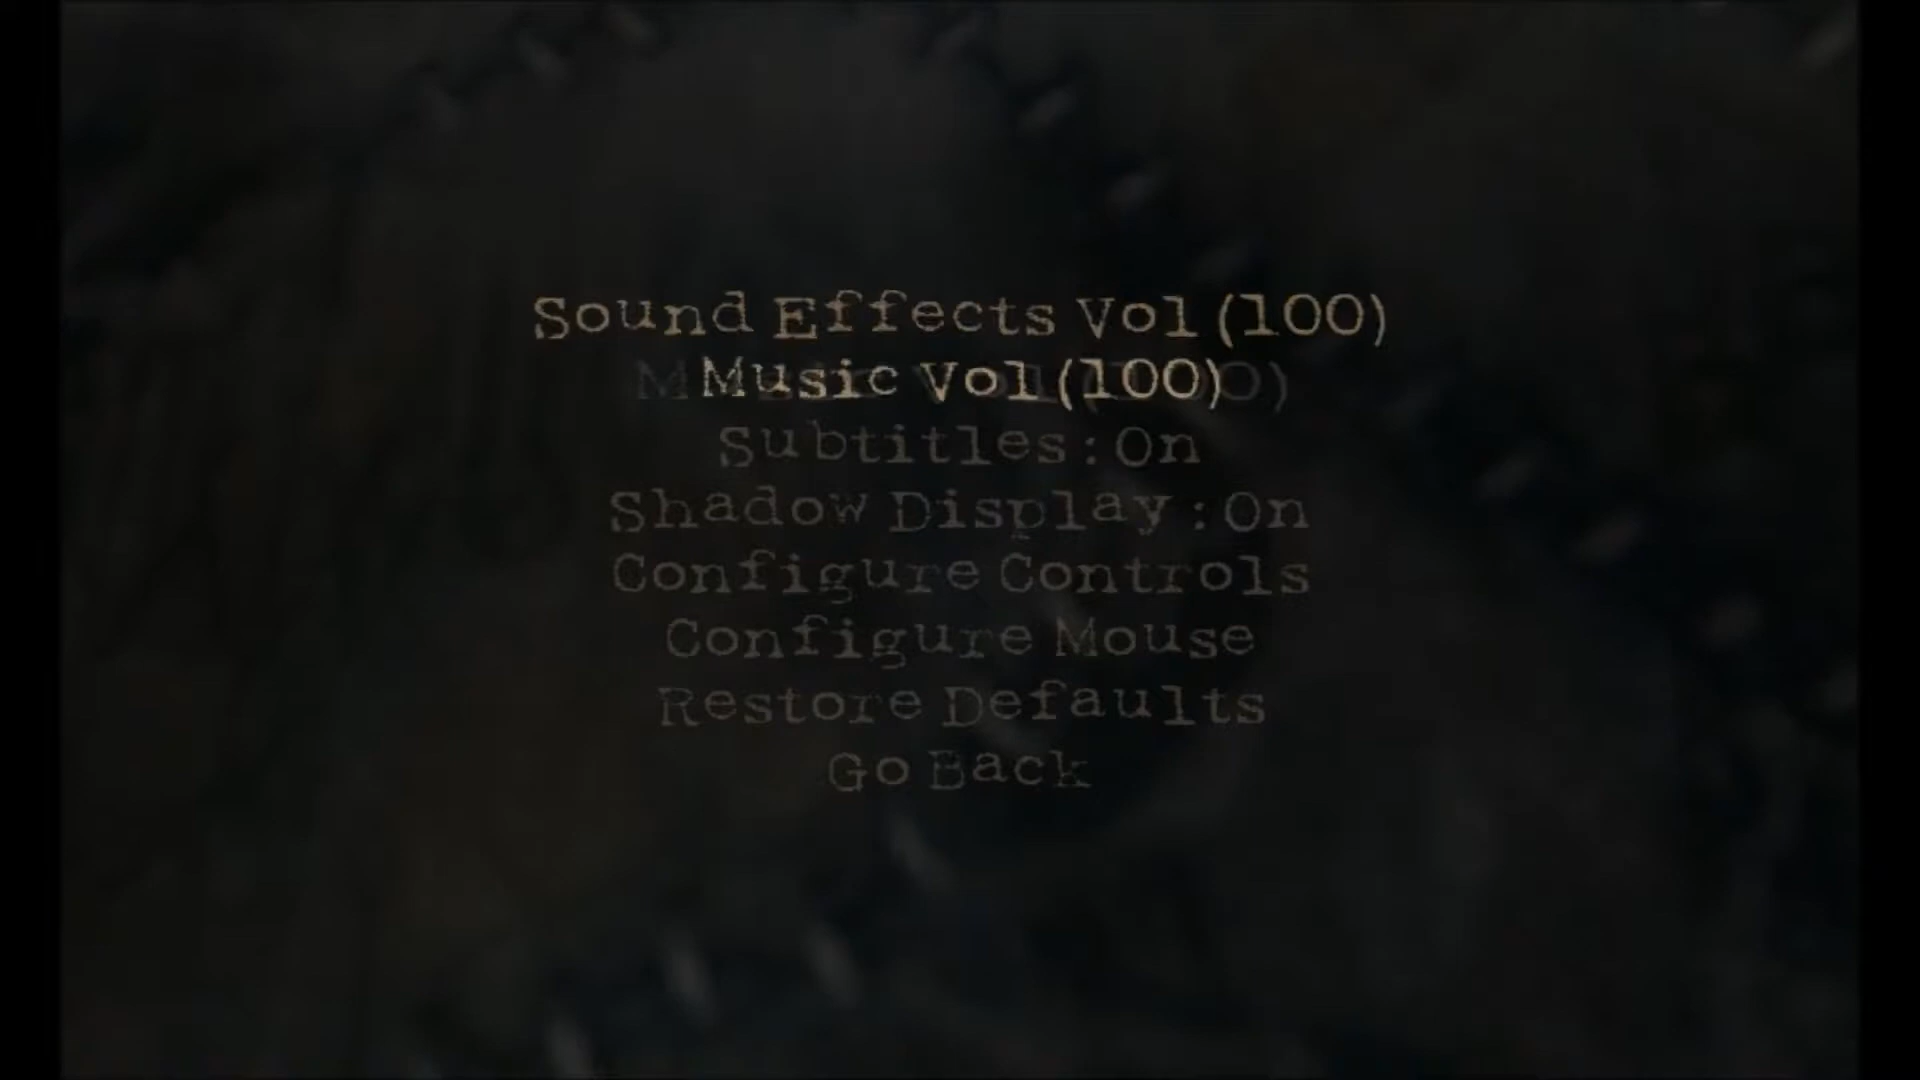 Sound Effects Vol (100)
Music Vol (100)
Subtitles : On
Shadow Display : On
Configure Controls
Configure Mouse
Restore Defaults
Go Back